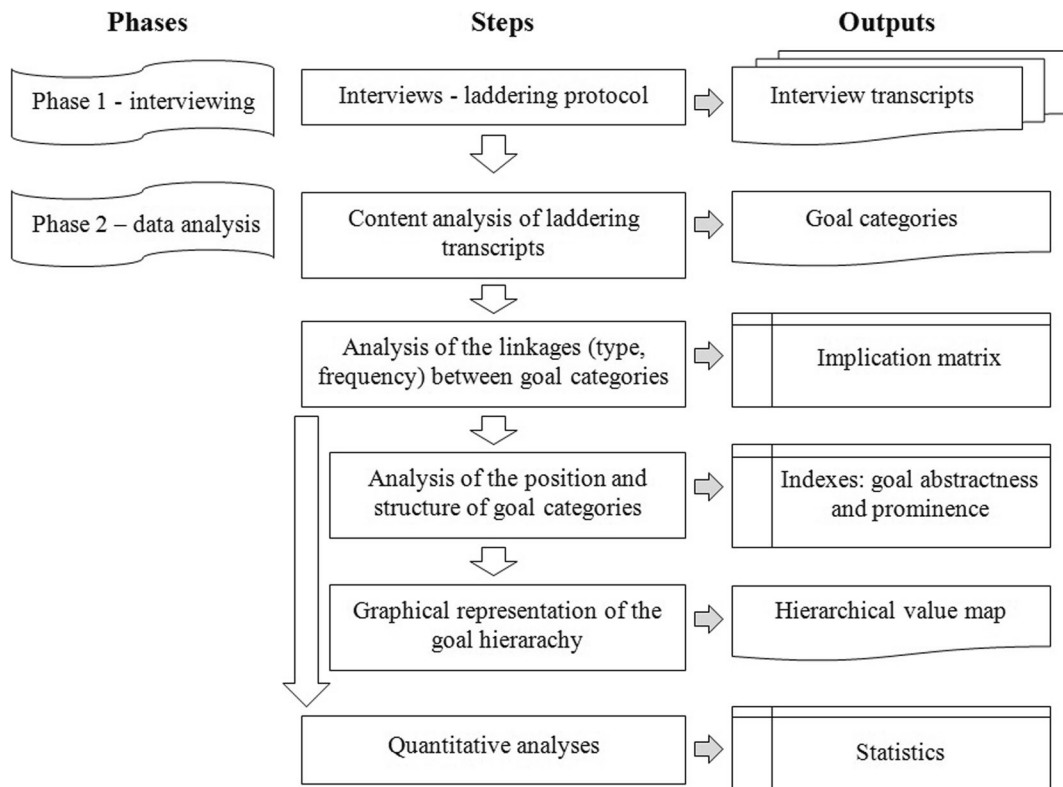 Phases
Steps
Outputs
Phase 1 - interviewing
Interviews - laddering protocol
Interview transcripts
Phase 2 – data analysis
Content analysis of laddering
transcripts
Goal categories
Analysis of the linkages (type,
frequency) between goal categories
Implication matrix
Analysis of the position and
structure of goal categories
Indexes: goal abstractness
and prominence
Graphical representation of the
goal hierarachy
Hierarchical value map
Quantitative analyses
Statistics